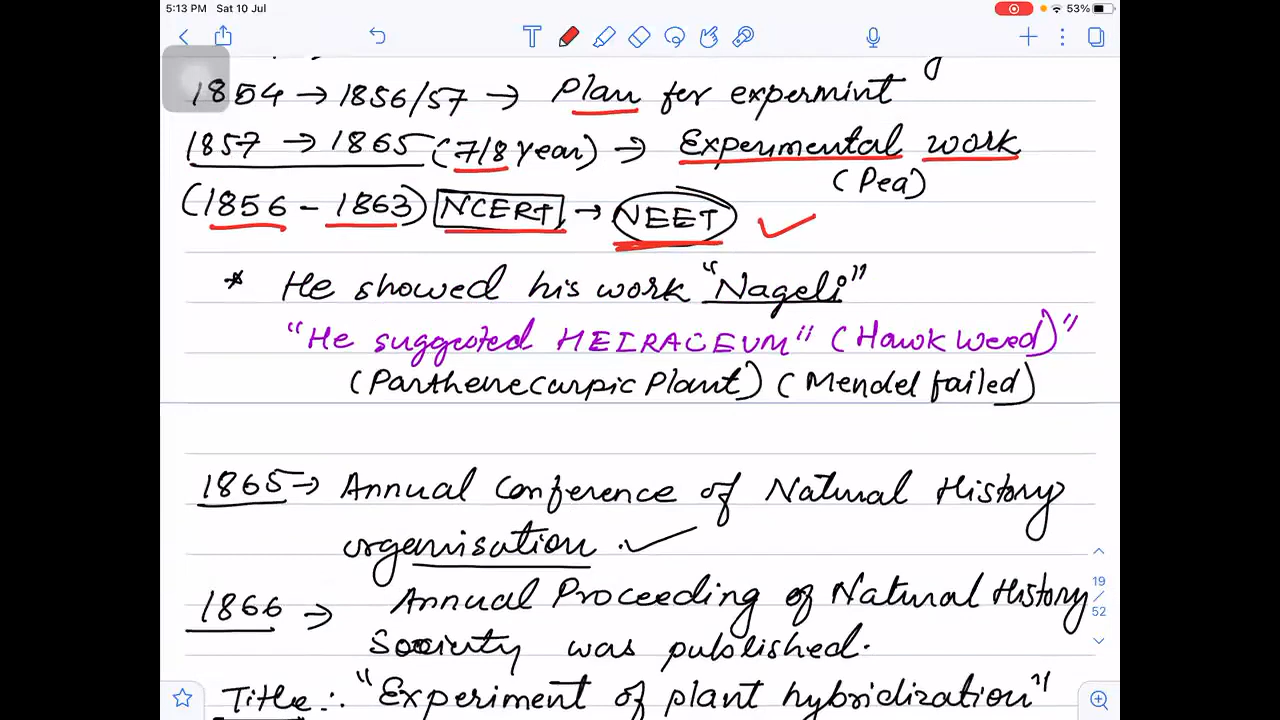 5:13 PM Sat 10 Jul 53%
T
1854 → 1856/57 → Plan for expermint
1857 → 1865 (7/8 year) → Experimental work
(Pea)
(1856 - 1863) NCERT → NEET ✓
* He showed his work "Nageli"
"He suggested HEIRACEUM" (Hawk Weed)"
(Parthenecarpic Plant) (Mendel failed)
1865 → Annual Conference of Natural History
organisation. ✓
1866 → Annual Proceeding of Natural History
Society was published.
Title:. "Experiment of plant hybridization"
19
/
52